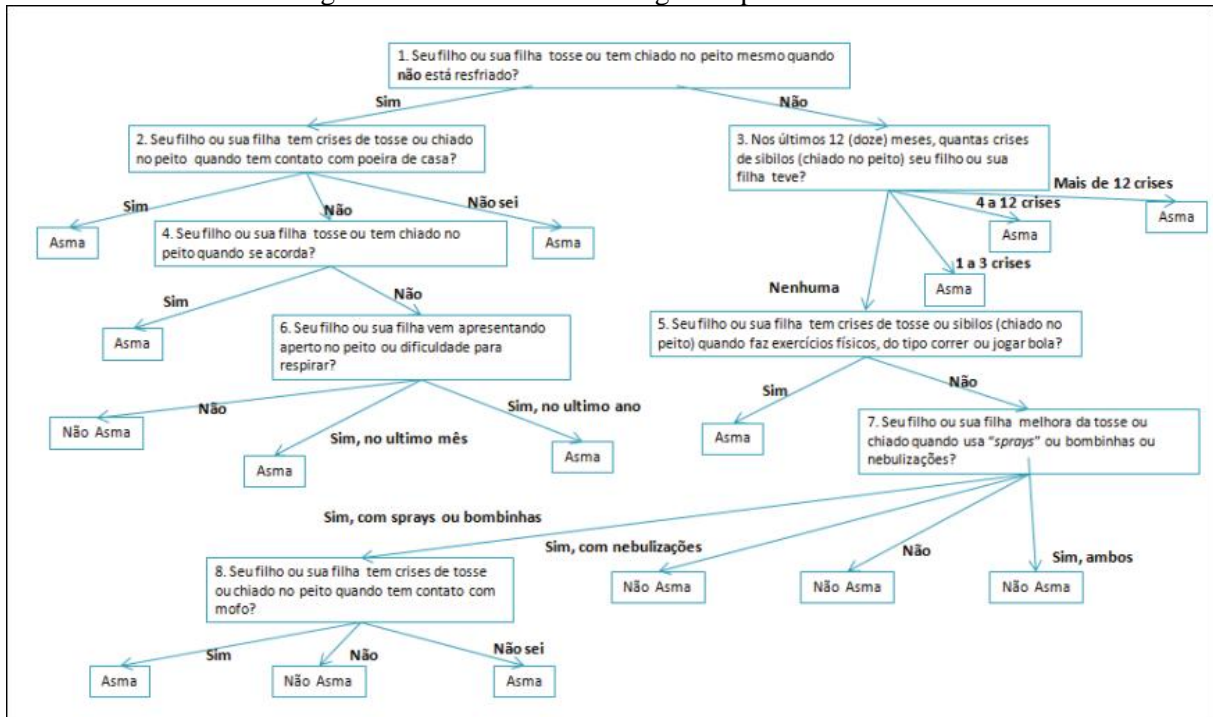 1. Seu filho ou sua filha tosse ou tem chiado no peito mesmo quando
não está resfriado?
Sim
Não
2. Seu filho ou sua filha tem crises de tosse ou chiado
no peito quando tem contato com poeira de casa?
3. Nos últimos 12 (doze) meses, quantas crises
de sibilos (chiado no peito) seu filho ou sua
filha teve?
Sim
Não
Não sei
Mais de 12 crises
4 a 12 crises
1 a 3 crises
Nenhuma
Asma
4. Seu filho ou sua filha tosse ou tem chiado no
peito quando se acorda?
Asma
Asma
Asma
Asma
Sim
Não
Asma
6. Seu filho ou sua filha vem apresentando
aperto no peito ou dificuldade para
respirar?
5. Seu filho ou sua filha tem crises de tosse ou sibilos (chiado no
peito) quando faz exercícios físicos, do tipo correr ou jogar bola?
Não
Sim, no ultimo mês
Sim, no ultimo ano
Sim
Não
Não Asma
Asma
Asma
Asma
7. Seu filho ou sua filha melhora da tosse ou
chiado quando usa "sprays" ou bombinhas ou
nebulizações?
Sim, com sprays ou bombinhas
Sim, com nebulizações
Não
Sim, ambos
8. Seu filho ou sua filha tem crises de tosse
ou chiado no peito quando tem contato com
mofo?
Não Asma
Não Asma
Não Asma
Sim
Não
Não sei
Asma
Não Asma
Asma